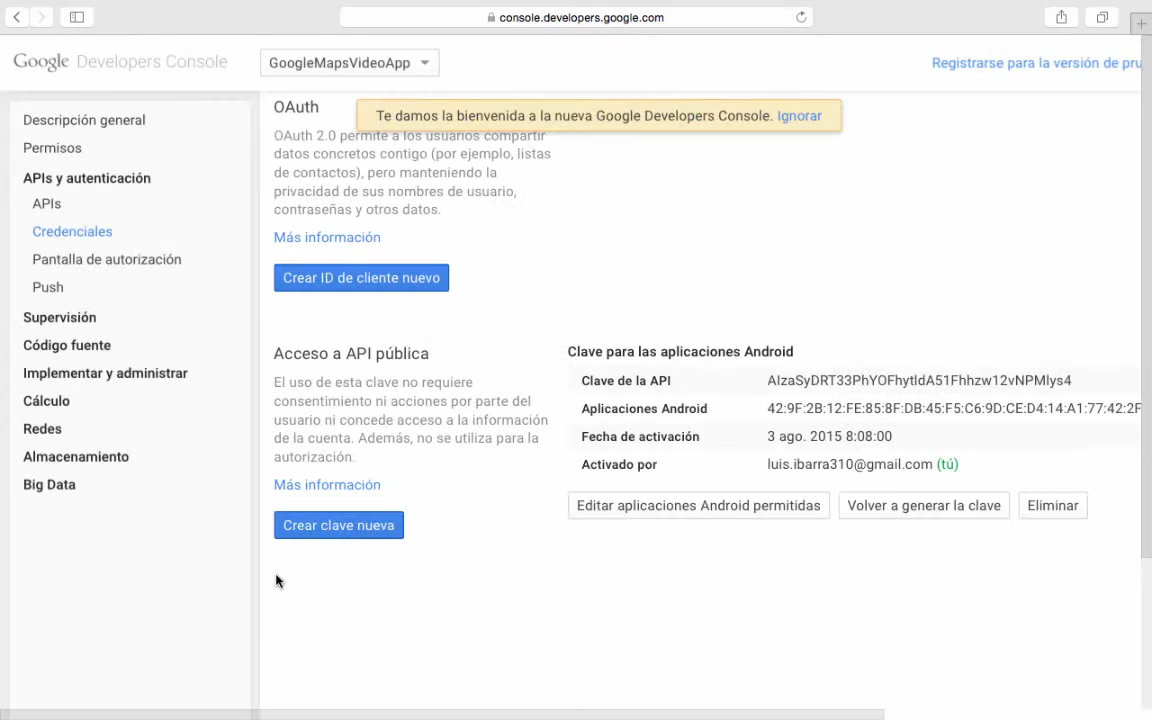 console.developers.google.com
Google Developers Console
GoogleMapsVideoApp
Registrarse para la versión de pru
Te damos la bienvenida a la nueva Google Developers Console. Ignorar
Descripción general
Permisos
APIs y autenticación
APIs
Credenciales
Pantalla de autorización
Push
Supervisión
Código fuente
Implementar y administrar
Cálculo
Redes
Almacenamiento
Big Data
OAuth
OAuth 2.0 permite a los usuarios compartir
datos concretos contigo (por ejemplo, listas
de contactos), pero manteniendo la
privacidad de sus nombres de usuario,
contraseñas y otros datos.
Más información
Crear ID de cliente nuevo
Acceso a API pública
El uso de esta clave no requiere
consentimiento ni acciones por parte del
usuario ni concede acceso a la información
de la cuenta. Además, no se utiliza para la
autorización.
Más información
Crear clave nueva
Clave para las aplicaciones Android
Clave de la API AIzaSyDRT33PhYOFhytIdA51Fhhzw12vNPMlys4
Aplicaciones Android 42:9F:2B:12:FE:85:8F:DB:45:F5:C6:9D:CE:D4:14:A1:77:42:2F
Fecha de activación 3 ago. 2015 8:08:00
Activado por luis.ibarra310@gmail.com (tú)
Editar aplicaciones Android permitidas Volver a generar la clave Eliminar